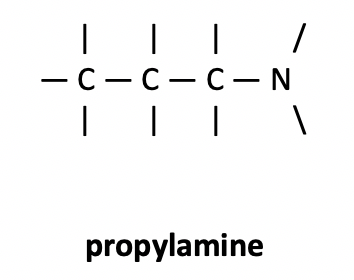 — C — C — C — N
propylamine